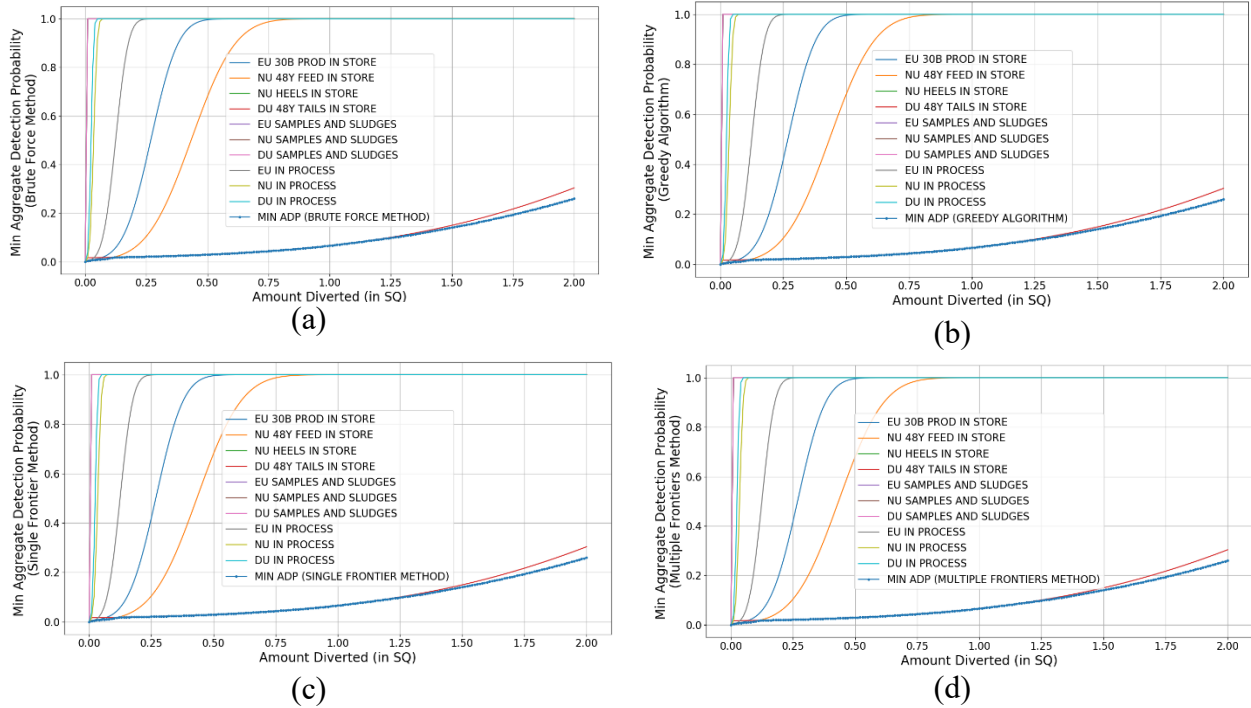 Min Aggregate Detection Probability
(Brute Force Method)
1.0
0.8
0.6
0.4
0.2
0.0
EU 30B PROD IN STORE
NU 48Y FEED IN STORE
NU HEELS IN STORE
DU 48Y TAILS IN STORE
EU SAMPLES AND SLUDGES
NU SAMPLES AND SLUDGES
DU SAMPLES AND SLUDGES
EU IN PROCESS
NU IN PROCESS
DU IN PROCESS
MIN ADP (BRUTE FORCE METHOD)
0.00 0.25 0.50 0.75 1.00 1.25 1.50 1.75 2.00
Amount Diverted (in SQ)
(a)
Min Aggregate Detection Probability
(Greedy Algorithm)
1.0
0.8
0.6
0.4
0.2
0.0
EU 30B PROD IN STORE
NU 48Y FEED IN STORE
NU HEELS IN STORE
DU 48Y TAILS IN STORE
EU SAMPLES AND SLUDGES
NU SAMPLES AND SLUDGES
DU SAMPLES AND SLUDGES
EU IN PROCESS
NU IN PROCESS
DU IN PROCESS
MIN ADP (GREEDY ALGORITHM)
0.00 0.25 0.50 0.75 1.00 1.25 1.50 1.75 2.00
Amount Diverted (in SQ)
(b)
Min Aggregate Detection Probability
(Single Frontier Method)
1.0
0.8
0.6
0.4
0.2
0.0
EU 30B PROD IN STORE
NU 48Y FEED IN STORE
NU HEELS IN STORE
DU 48Y TAILS IN STORE
EU SAMPLES AND SLUDGES
NU SAMPLES AND SLUDGES
DU SAMPLES AND SLUDGES
EU IN PROCESS
NU IN PROCESS
DU IN PROCESS
MIN ADP (SINGLE FRONTIER METHOD)
0.00 0.25 0.50 0.75 1.00 1.25 1.50 1.75 2.00
Amount Diverted (in SQ)
(c)
Min Aggregate Detection Probability
(Multiple Frontiers Method)
1.0
0.8
0.6
0.4
0.2
0.0
EU 30B PROD IN STORE
NU 48Y FEED IN STORE
NU HEELS IN STORE
DU 48Y TAILS IN STORE
EU SAMPLES AND SLUDGES
NU SAMPLES AND SLUDGES
DU SAMPLES AND SLUDGES
EU IN PROCESS
NU IN PROCESS
DU IN PROCESS
MIN ADP (MULTIPLE FRONTIERS METHOD)
0.00 0.25 0.50 0.75 1.00 1.25 1.50 1.75 2.00
Amount Diverted (in SQ)
(d)